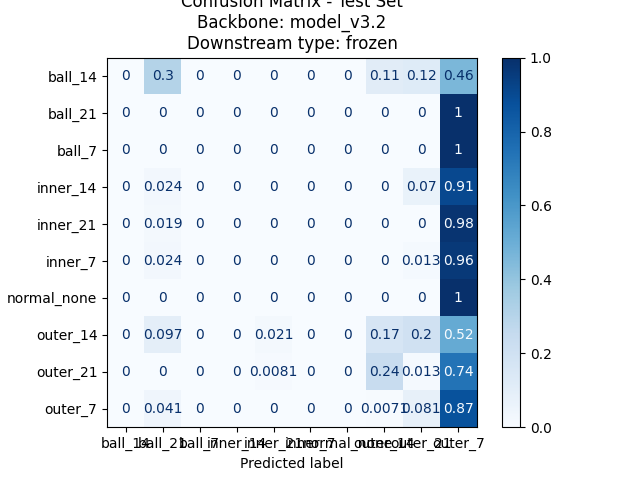 Confusion Matrix - Test Set
Backbone: model_v3.2
Downstream type: frozen
ball_14 0 0.3 0 0 0 0 0 0.11 0.12 0.46
ball_21 0 0 0 0 0 0 0 0 0 1
ball_7 0 0 0 0 0 0 0 0 0 1
inner_14 0 0.024 0 0 0 0 0 0 0.07 0.91
inner_21 0 0.019 0 0 0 0 0 0 0 0.98
inner_7 0 0.024 0 0 0 0 0 0 0.013 0.96
normal_none 0 0 0 0 0 0 0 0 0 1
outer_14 0 0.097 0 0 0.021 0 0 0.17 0.2 0.52
outer_21 0 0 0 0 0.0081 0 0 0.24 0.013 0.74
outer_7 0 0.041 0 0 0 0 0 0.0071 0.081 0.87
ball_14 ball_21 ball_7 inner_14 inner_21 inner_7 normal_none outer_14 outer_21 outer_7
Predicted label
1.0
0.8
0.6
0.4
0.2
0.0